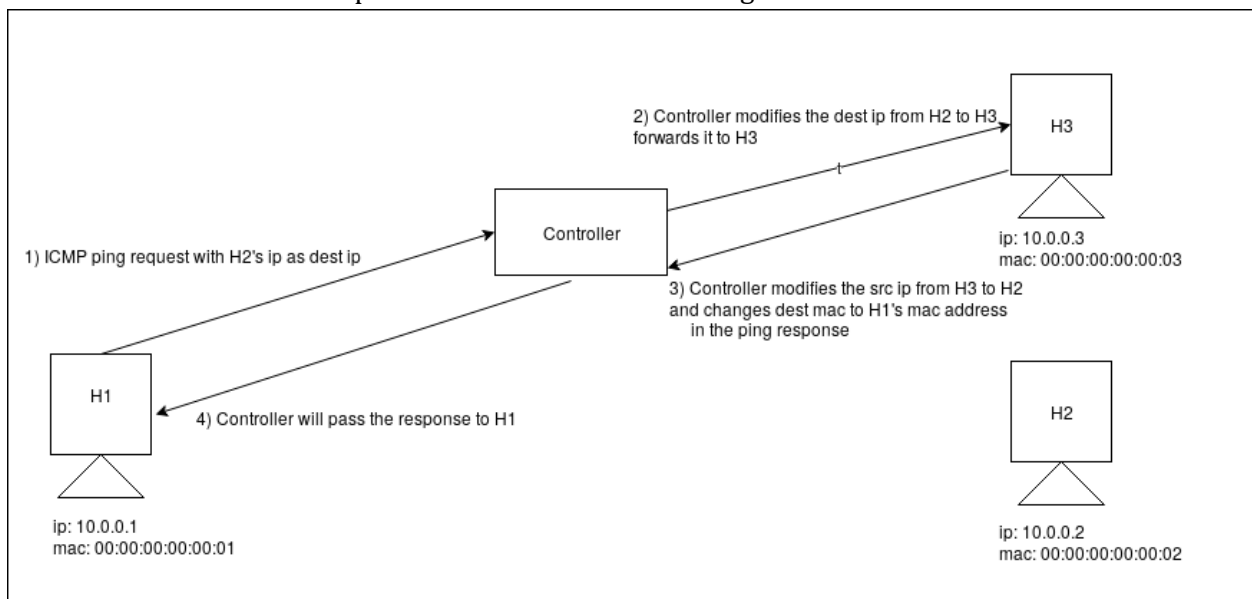 2) Controller modifies the dest ip from H2 to H3
forwards it to H3
H3
Controller
1) ICMP ping request with H2's ip as dest ip
ip: 10.0.0.3
mac: 00:00:00:00:00:03
3) Controller modifies the src ip from H3 to H2
and changes dest mac to H1's mac address
in the ping response
H1
4) Controller will pass the response to H1
H2
ip: 10.0.0.1
mac: 00:00:00:00:00:01
ip: 10.0.0.2
mac: 00:00:00:00:00:02